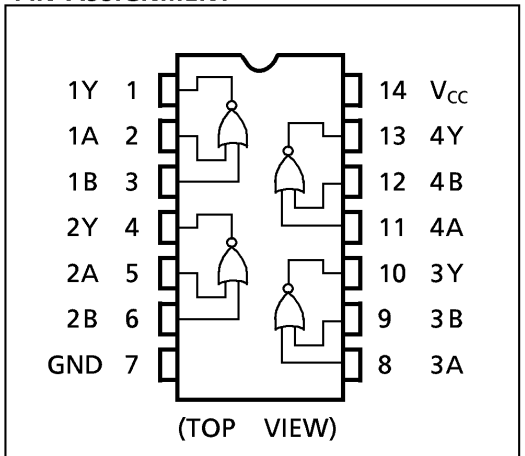 1Y 1 14 VCC
1A 2 13 4Y
1B 3 12 4B
2Y 4 11 4A
2A 5 10 3Y
2B 6 9 3B
GND 7 8 3A
(TOP VIEW)